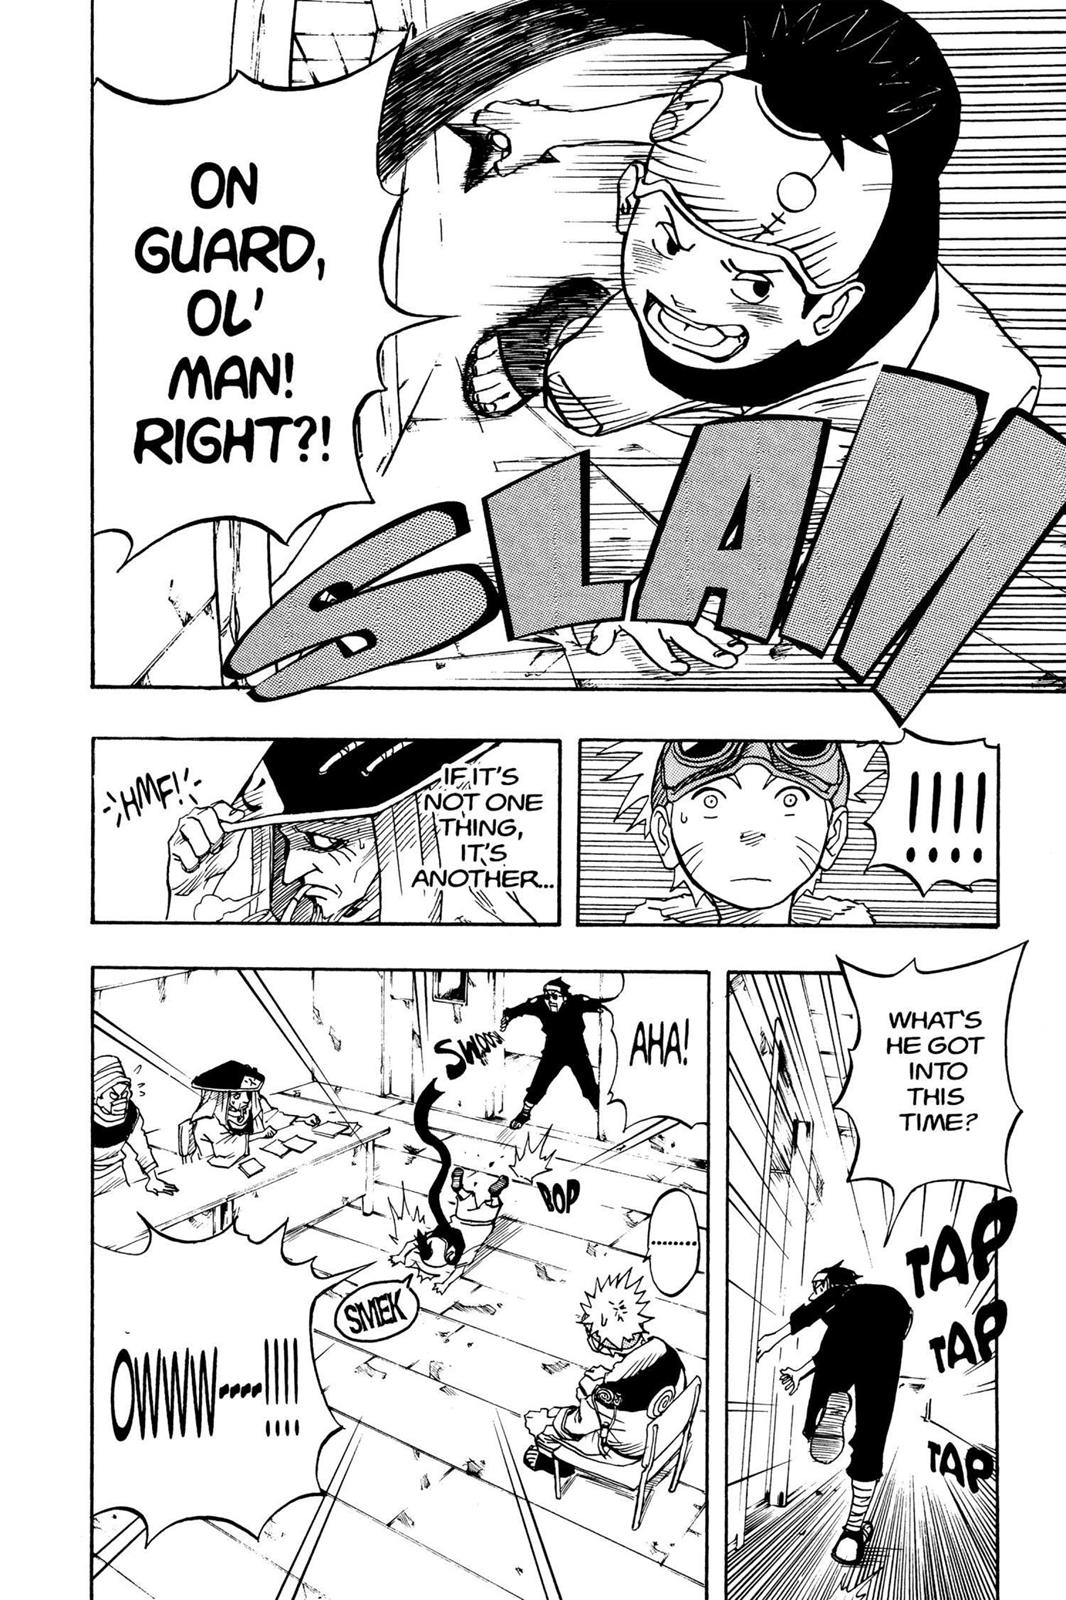 ON
GUARD,
OL'
MAN!
RIGHT?!
SLAM
!!!!
HMF!
IF IT'S
NOT ONE
THING,
IT'S
ANOTHER...
WHAT'S
HE GOT
INTO
THIS
TIME?
TAP
TAP
TAP
AHA!
SWOOSH
BOP
.........
SMEK
OWWW-----!!!!